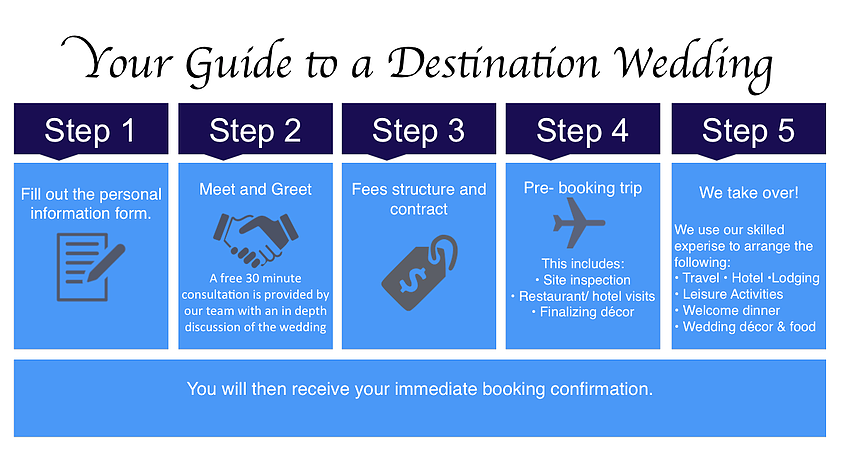 Your Guide to a Destination Wedding
Step 1
Step 2
Step 3
Step 4
Step 5
Fill out the personal
information form.
Meet and Greet
A free 30 minute
consultation is provided by
our team with an in depth
discussion of the wedding
Fees structure and
contract
$
Pre- booking trip
This includes:
• Site inspection
• Restaurant/ hotel visits
• Finalizing décor
We take over!
We use our skilled
experise to arrange the
following:
• Travel • Hotel •Lodging
• Leisure Activities
• Welcome dinner
• Wedding décor & food
You will then receive your immediate booking confirmation.